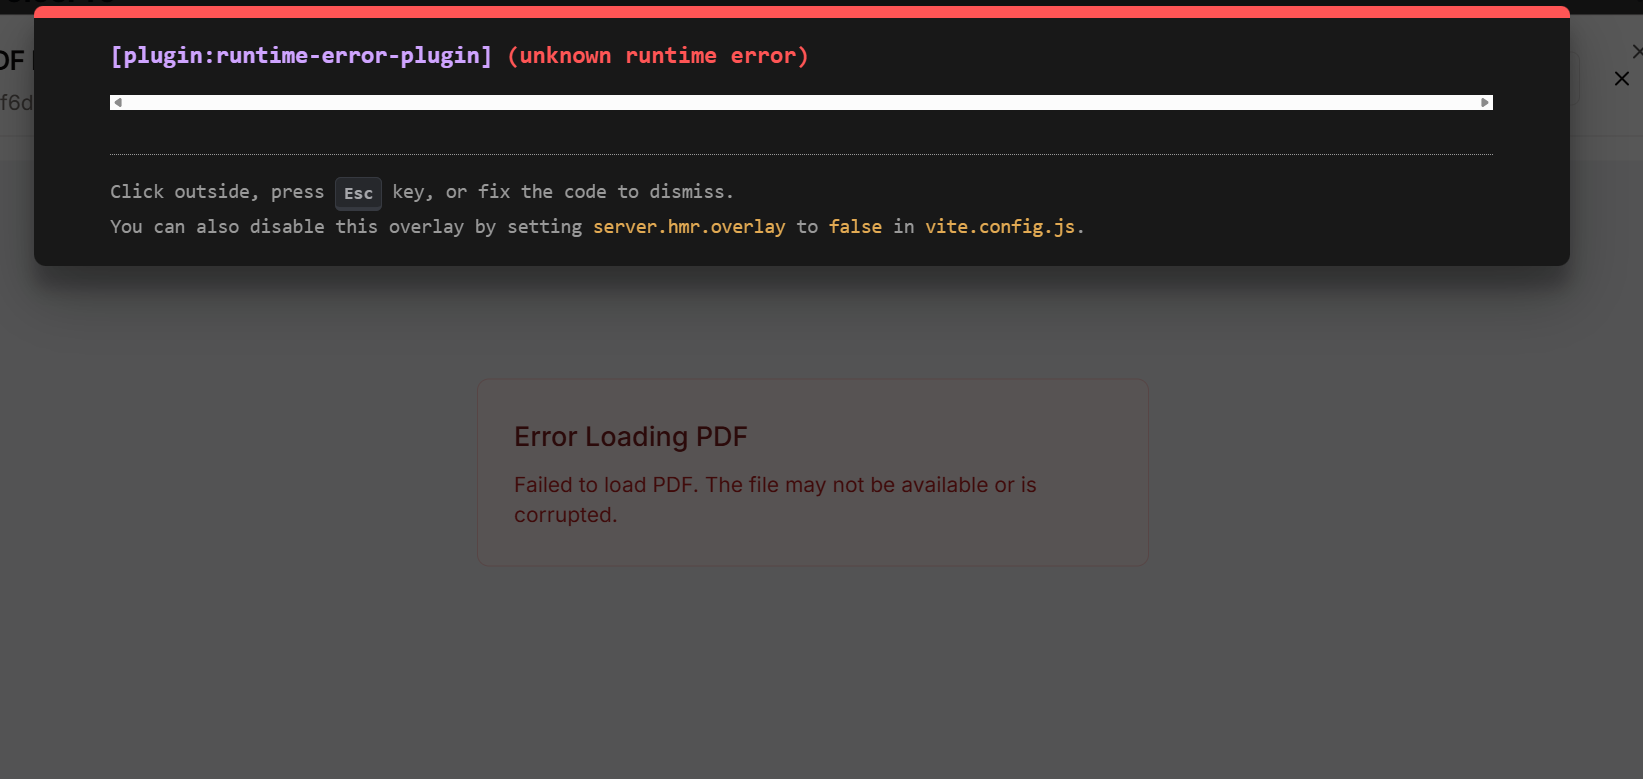 [plugin:runtime-error-plugin] (unknown runtime error)
DF
f6d
Click outside, press Esc key, or fix the code to dismiss.
You can also disable this overlay by setting server.hmr.overlay to false in vite.config.js.
Error Loading PDF
Failed to load PDF. The file may not be available or is
corrupted.